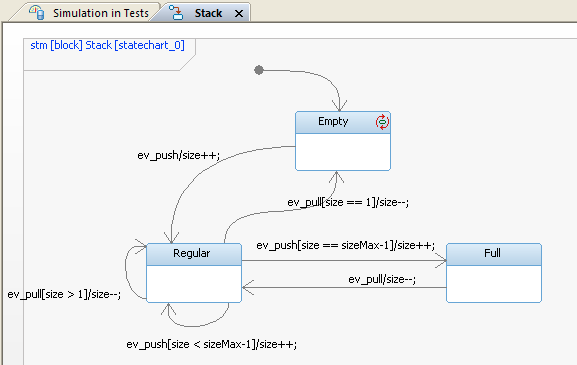 Simulation in Tests
Stack
stm [block] Stack [statechart_0]
Empty
ev_push/size++;
ev_pull[size == 1]/size--;
Regular
ev_push[size == sizeMax-1]/size++;
Full
ev_pull/size--;
ev_pull[size > 1]/size--;
ev_push[size < sizeMax-1]/size++;